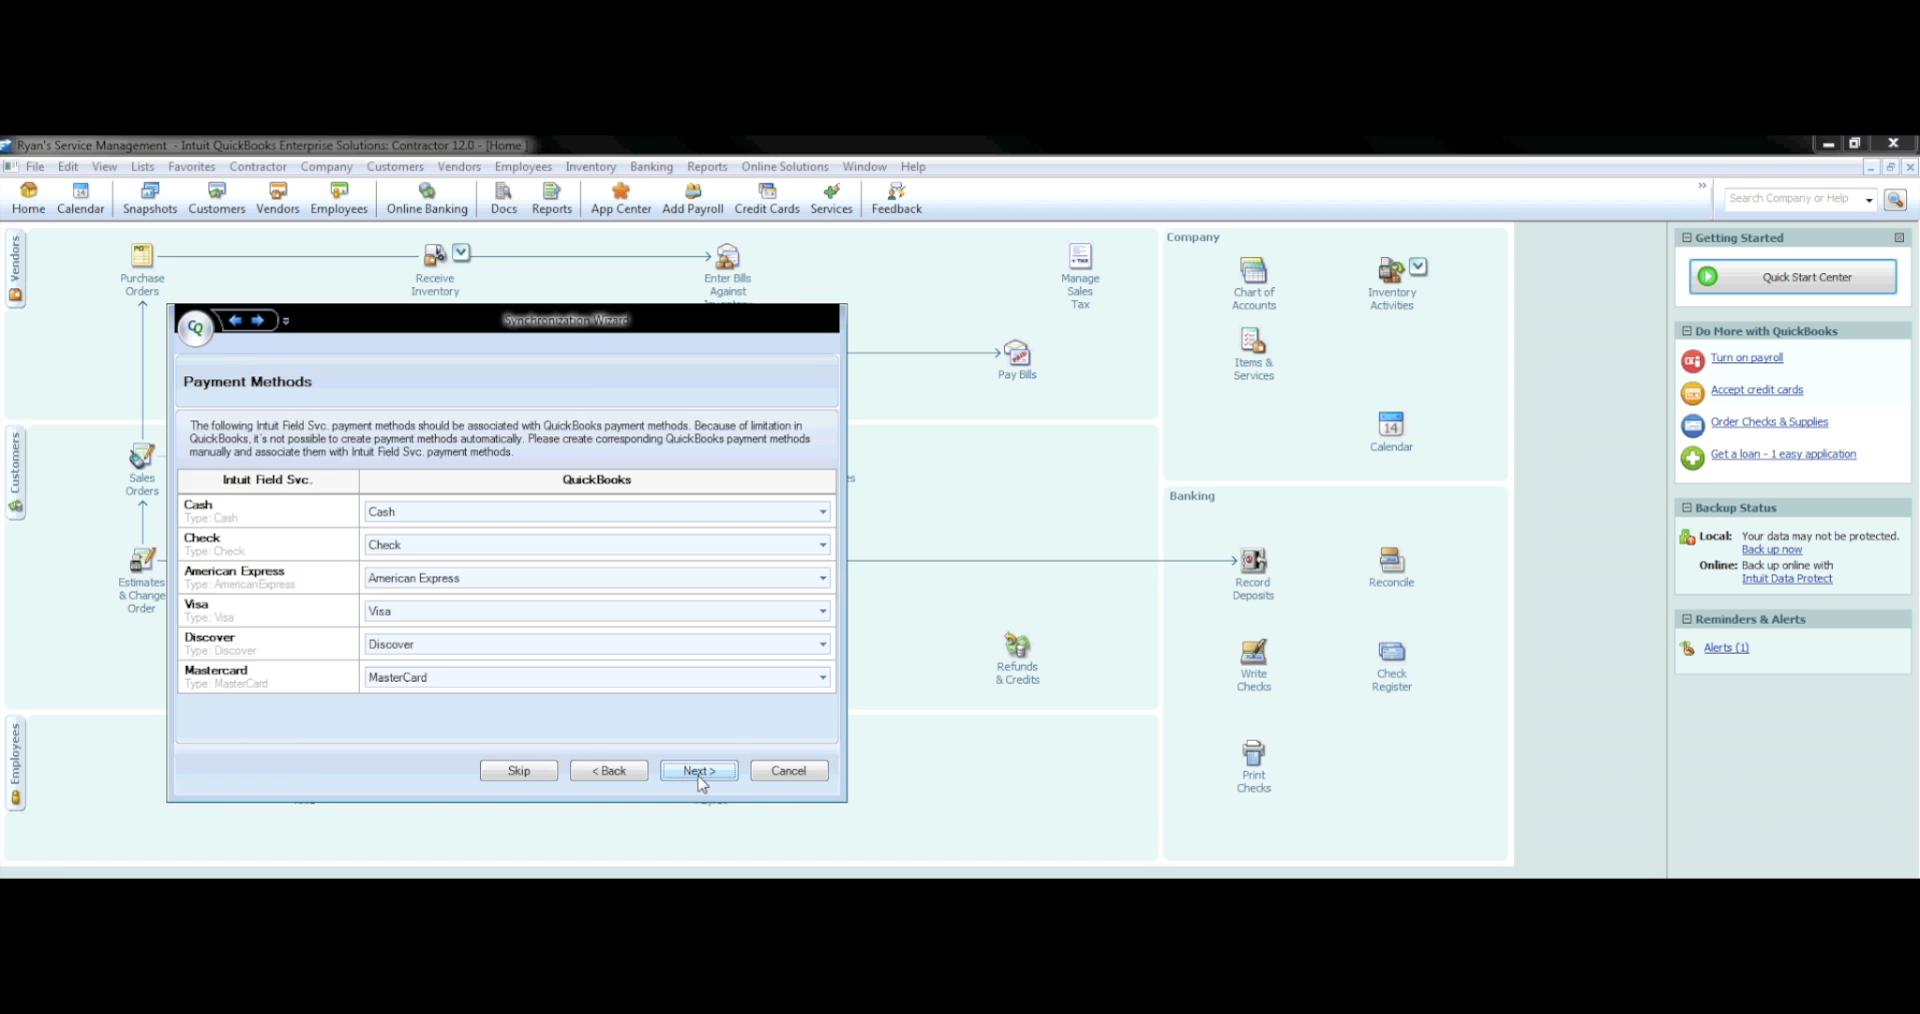 Ryan's Service Management - Intuit QuickBooks Enterprise Solutions: Contractor 12.0 - [Home ]
File Edit View Lists Favorites Contractor Company Customers Vendors Employees Inventory Banking Reports Online Solutions Window Help
Home Calendar Snapshots Customers Vendors Employees Online Banking Docs Reports App Center Add Payroll Credit Cards Services Feedback
Search Company or Help
Vendors
Purchase
Orders
Receive
Inventory
Enter Bills
Against
Manage
Sales
Tax
Pay Bills
Customers
Sales
Orders
Estimates
& Change
Order
Refunds
& Credits
Employees
Synchronization Wizard
Payment Methods
The following Intuit Field Svc. payment methods should be associated with QuickBooks payment methods. Because of limitation in
QuickBooks, it's not possible to create payment methods automatically. Please create corresponding QuickBooks payment methods
manually and associate them with Intuit Field Svc. payment methods.
Intuit Field Svc. QuickBooks
Cash Cash
Type: Cash
Check Check
Type: Check
American Express American Express
Type: AmericanExpress
Visa Visa
Type: Visa
Discover Discover
Type: Discover
Mastercard MasterCard
Type: MasterCard
Skip < Back Next > Cancel
Company
Chart of
Accounts
Inventory
Activities
Items &
Services
14
Calendar
Banking
Record
Deposits
Reconcile
Write
Checks
Check
Register
Print
Checks
Getting Started
Quick Start Center
Do More with QuickBooks
Turn on payroll
Accept credit cards
Order Checks & Supplies
Get a loan - 1 easy application
Backup Status
Local: Your data may not be protected.
Back up now
Online: Back up online with
Intuit Data Protect
Reminders & Alerts
Alerts (1)